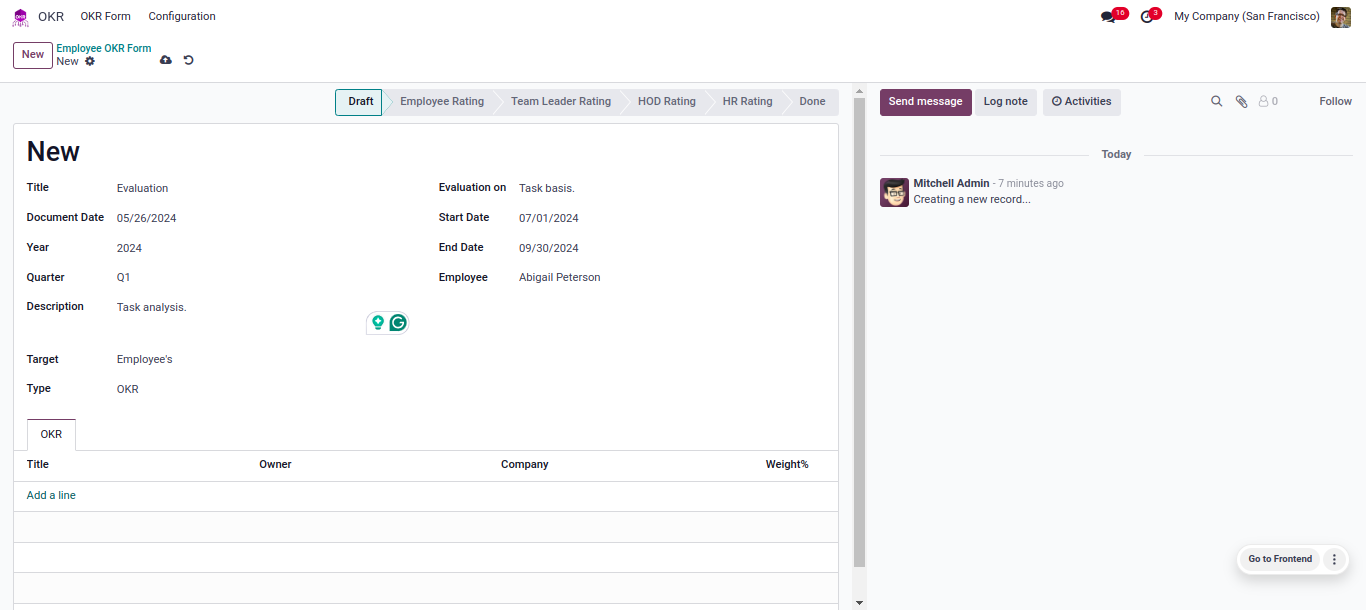 OKR OKR Form Configuration 16 3 My Company (San Francisco)
New Employee OKR Form
New
Draft Employee Rating Team Leader Rating HOD Rating HR Rating Done
Send message Log note Activities 0 Follow
New
Title Evaluation Evaluation on Task basis.
Document Date 05/26/2024 Start Date 07/01/2024
Year 2024 End Date 09/30/2024
Quarter Q1 Employee Abigail Peterson
Description Task analysis.
Target Employee's
Type OKR
OKR
Title Owner Company Weight%
Add a line
Today
Mitchell Admin - 7 minutes ago
Creating a new record...
Go to Frontend